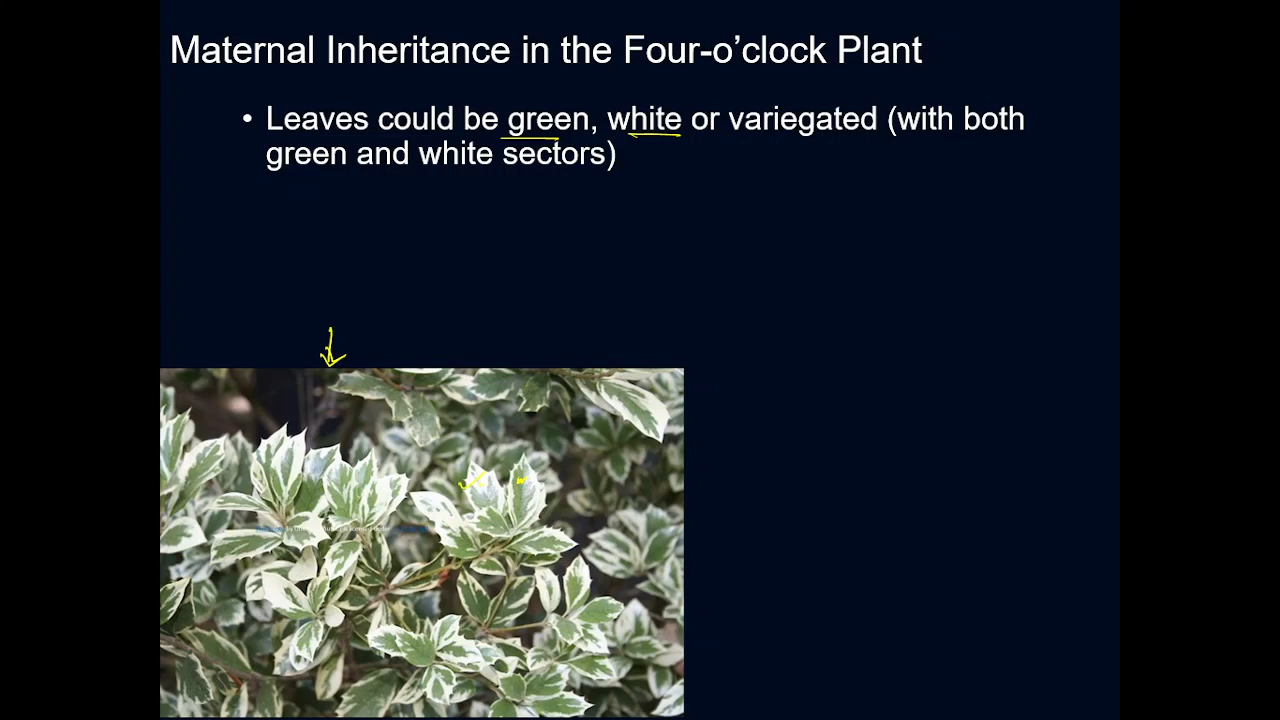 Maternal Inheritance in the Four-o’clock Plant
• Leaves could be green, white or variegated (with both
green and white sectors)